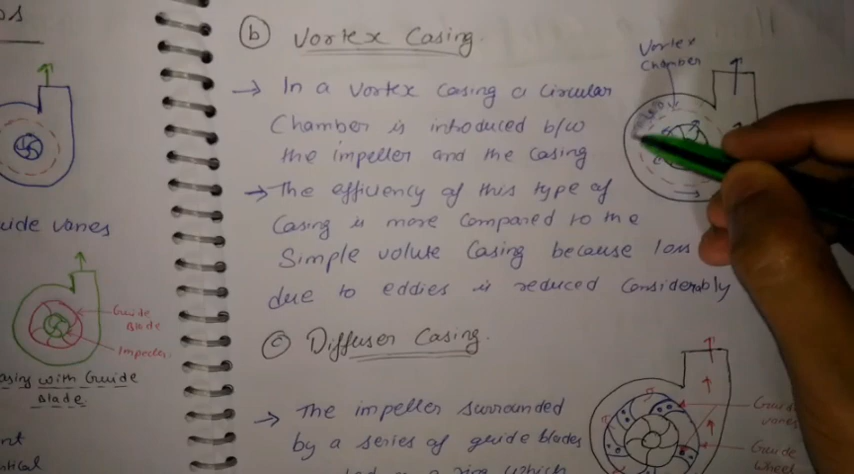 uide vanes
Guide
Blade
Impeller.
asing with Guide
Blade.
(b) Vortex Casing.
→ In a Vortex Casing a Circular
Chamber is introduced b/w
the impeller and the Casing
→ The efficiency of this type of
Casing is more compared to the
Simple volute Casing because loss
due to eddies is reduced considerably
Vortex
Chamber
(c) Diffuser Casing.
→ The impeller surrounded
by a series of guide blades
a ring which
Guide
vanes
Guide
wheel